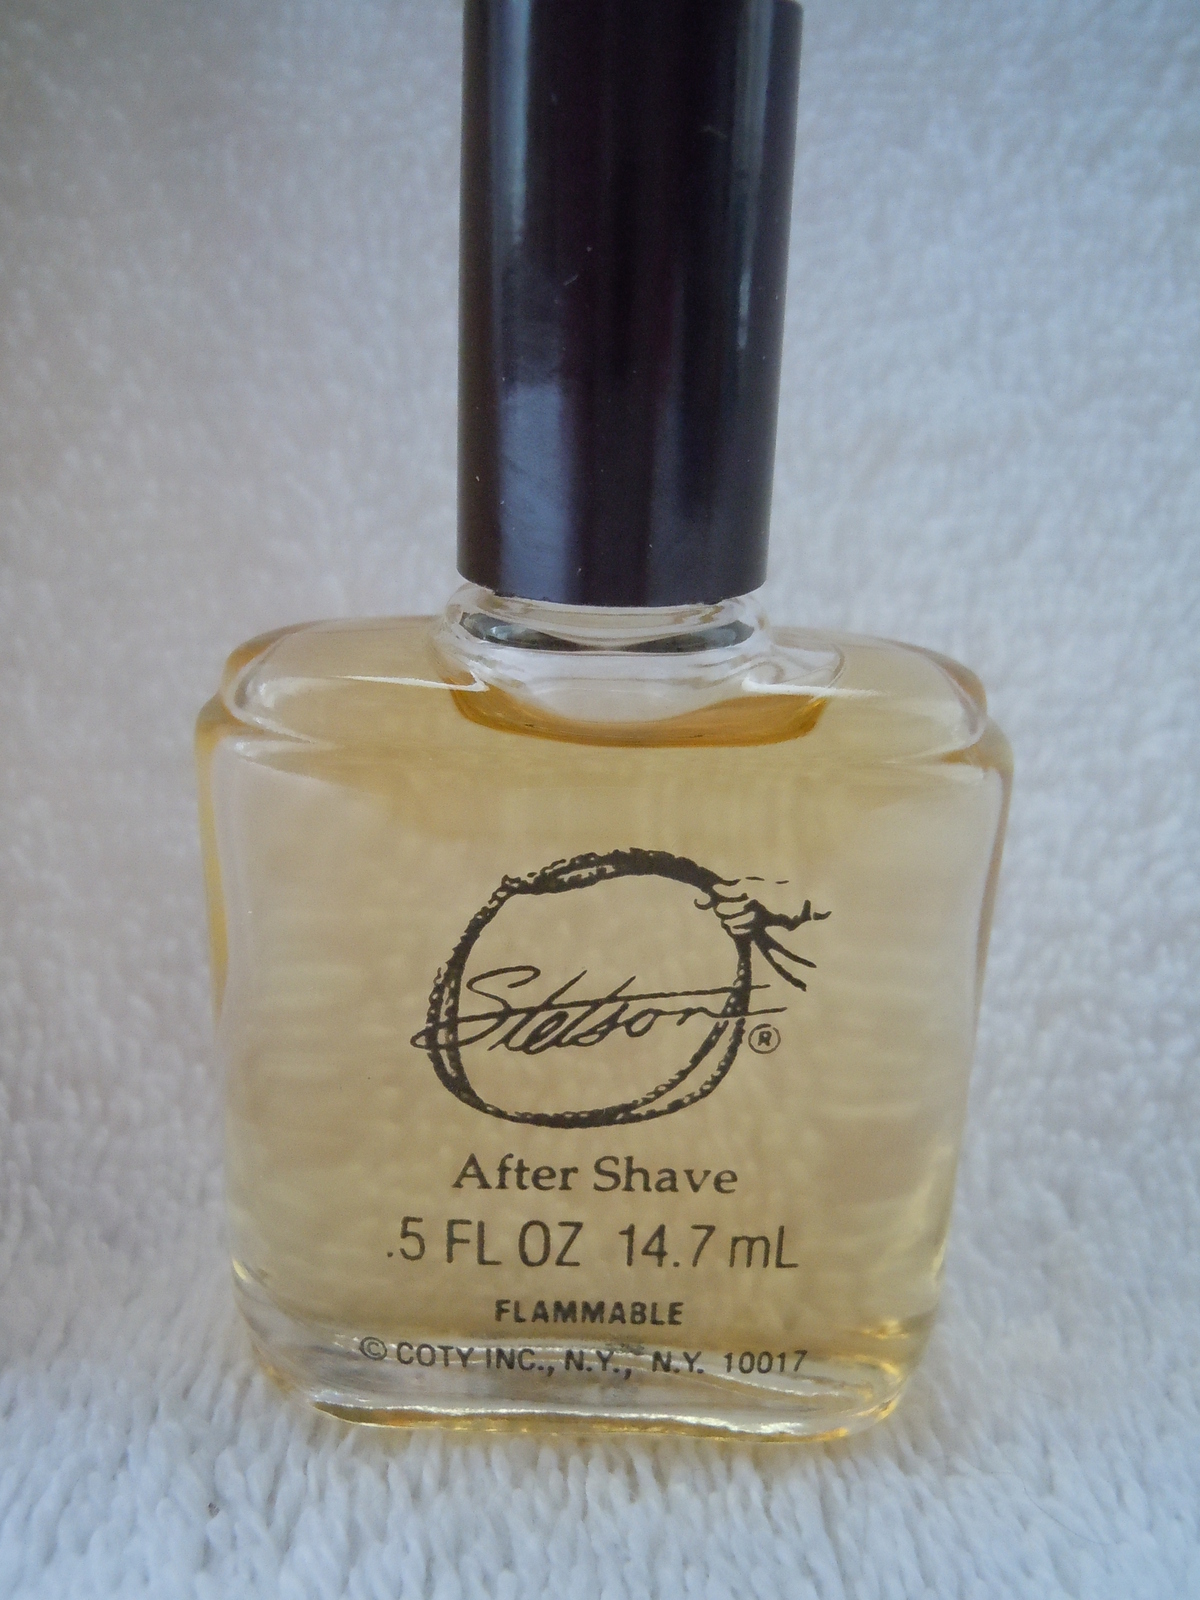 Stetson ®
After Shave
.5 FL OZ 14.7 mL
FLAMMABLE
© COTY INC., N.Y., N.Y. 10017